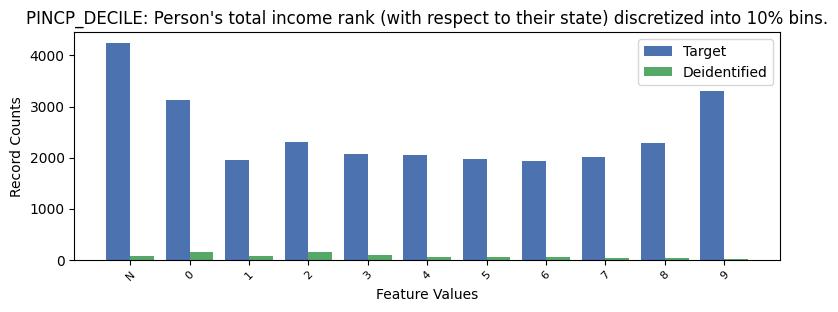 PINCP_DECILE: Person's total income rank (with respect to their state) discretized into 10% bins.
Target
Deidentified
Record Counts
4000
3000
2000
1000
0
N 0 1 2 3 4 5 6 7 8 9
Feature Values